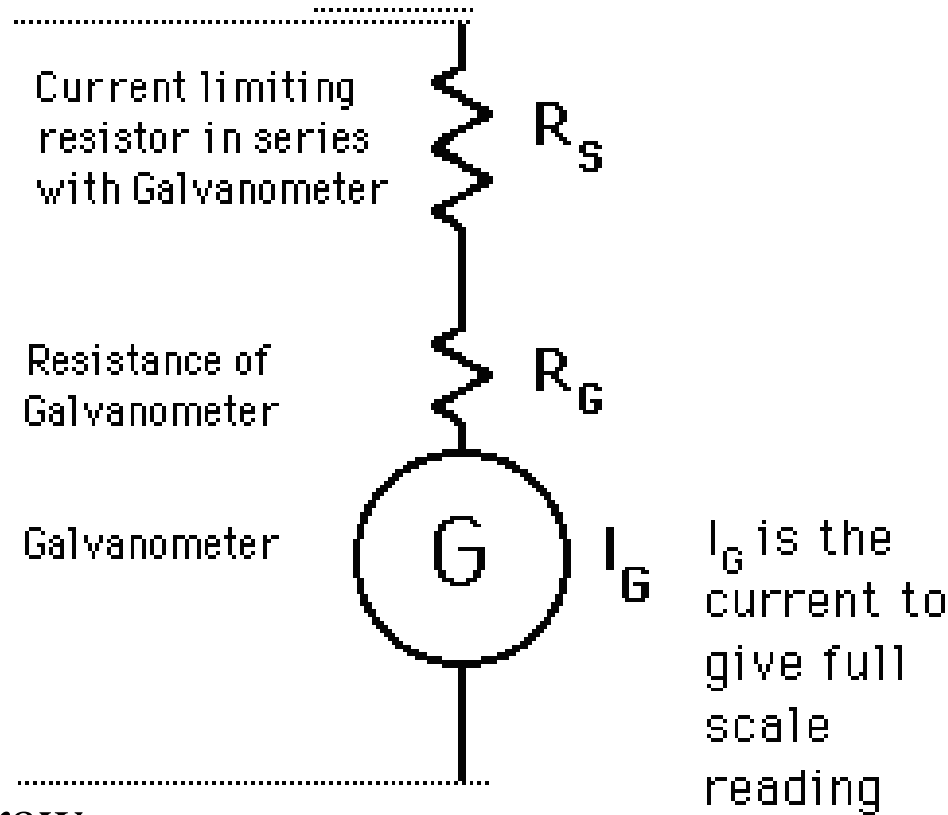 Current limiting
resistor in series
with Galvanometer
R_S
Resistance of
Galvanometer
R_G
Galvanometer
G
I_G
I_G is the
current to
give full
scale
reading